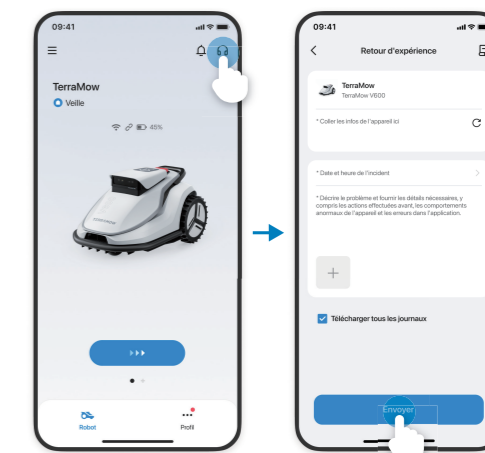 09:41
TerraMow
Veille
45%
TERRAMOW
Robot
Profil
09:41
Retour d'expérience
TerraMow
TerraMow V600
* Coller les infos de l'appareil ici
* Date et heure de l'incident
* Décrire le problème et fournir les détails nécessaires, y
compris les actions effectuées avant, les comportements
anormaux de l'appareil et les erreurs dans l'application.
Télécharger tous les journaux
Envoyer